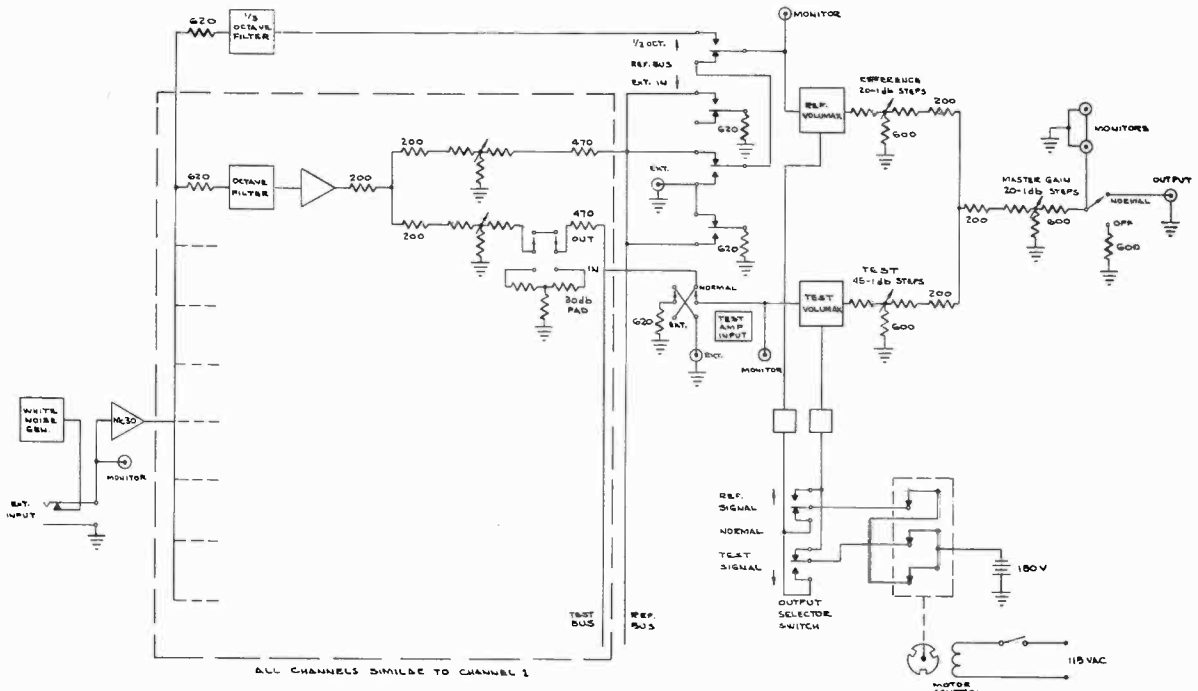 620
1/3
OCTAVE
FILTER
MONITOR
1/2 OCT.
REF. BUS
EXT. IN
620
REF.
VOLUMAX
20-1db STEPS
200
600
MONITORS
620
OCTAVE
FILTER
200
200
470
EXT.
620
MASTER GAIN
20-1db STEPS
200
600
NORMAL
OUTPUT
OFF
600
200
470
OUT
IN
30db
PAD
NORMAL
620
EXT.
TEST
AMP
INPUT
EXT.
MONITOR
TEST
VOLUMAX
TEST
45-1db STEPS
200
600
WHITE
NOISE
GEN.
MC30
MONITOR
EXT.
INPUT
REF.
SIGNAL
NORMAL
TEST
SIGNAL
OUTPUT
SELECTOR
SWITCH
180V
TEST
BUS
REF.
BUS
ALL CHANNELS SIMILAR TO CHANNEL 1
115VAC
MOTOR